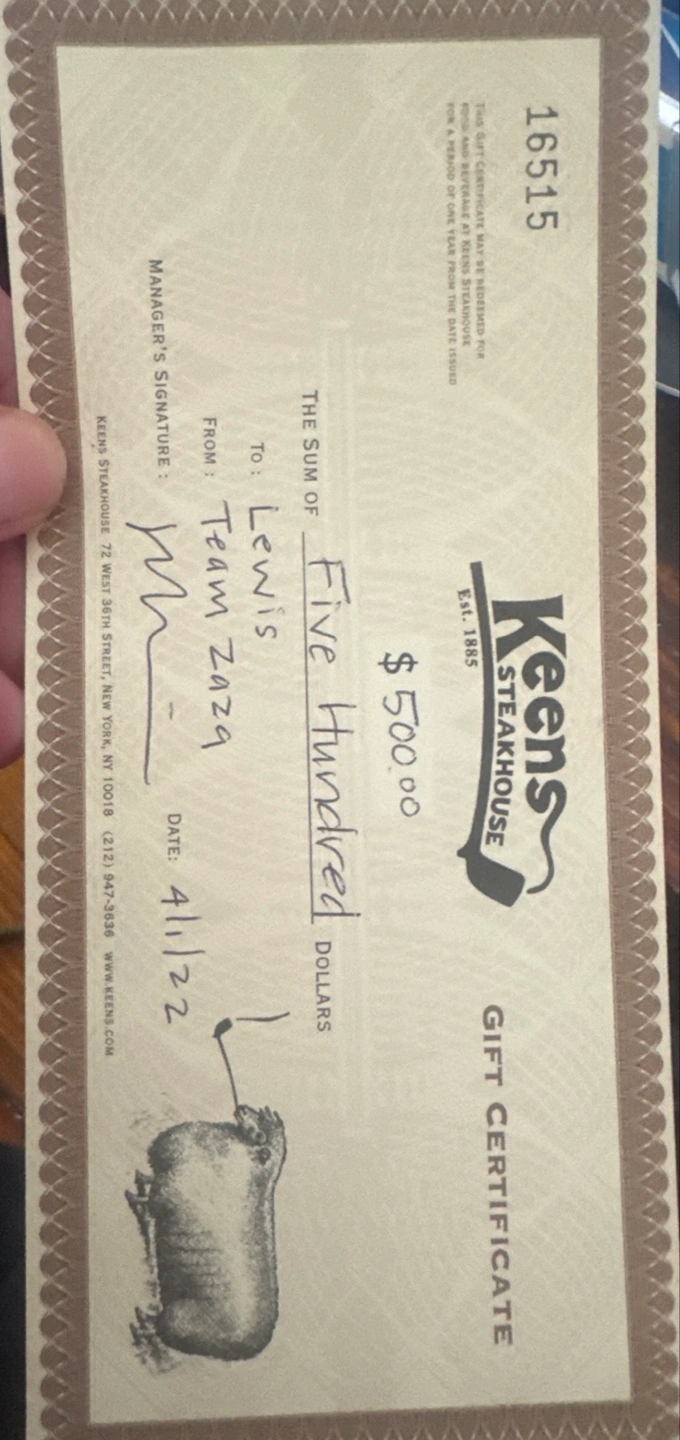 16515
THIS GIFT CERTIFICATE MAY BE REDEEMED FOR
FOOD AND BEVERAGE AT KEENS STEAKHOUSE
FOR A PERIOD OF ONE YEAR FROM THE DATE ISSUED
Keens
STEAKHOUSE
Est. 1885
GIFT CERTIFICATE
$ 500.00
THE SUM OF Five Hundred DOLLARS
TO: Lewis
FROM: Team Zaza
MANAGER'S SIGNATURE: DATE: 4/1/22
KEENS STEAKHOUSE 72 WEST 36TH STREET, NEW YORK, NY 10018 (212) 947-3636 WWW.KEENS.COM